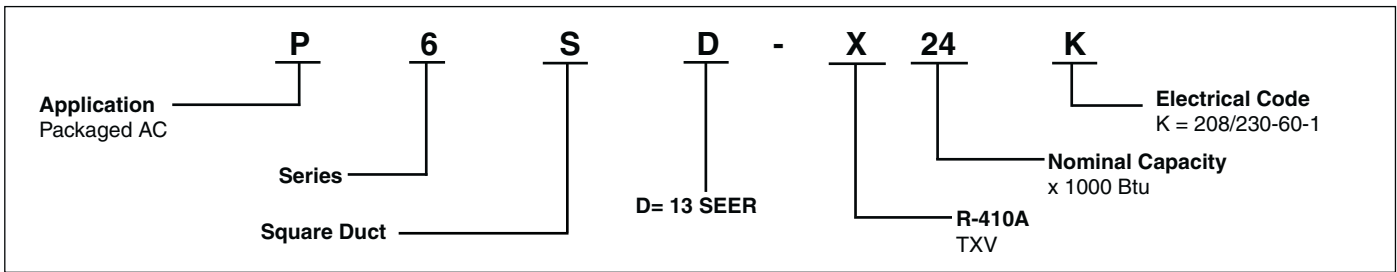 P 6 S D - X 24 K
Application
Packaged AC
Electrical Code
K = 208/230-60-1
Series
Nominal Capacity
x 1000 Btu
D= 13 SEER
Square Duct
R-410A
TXV